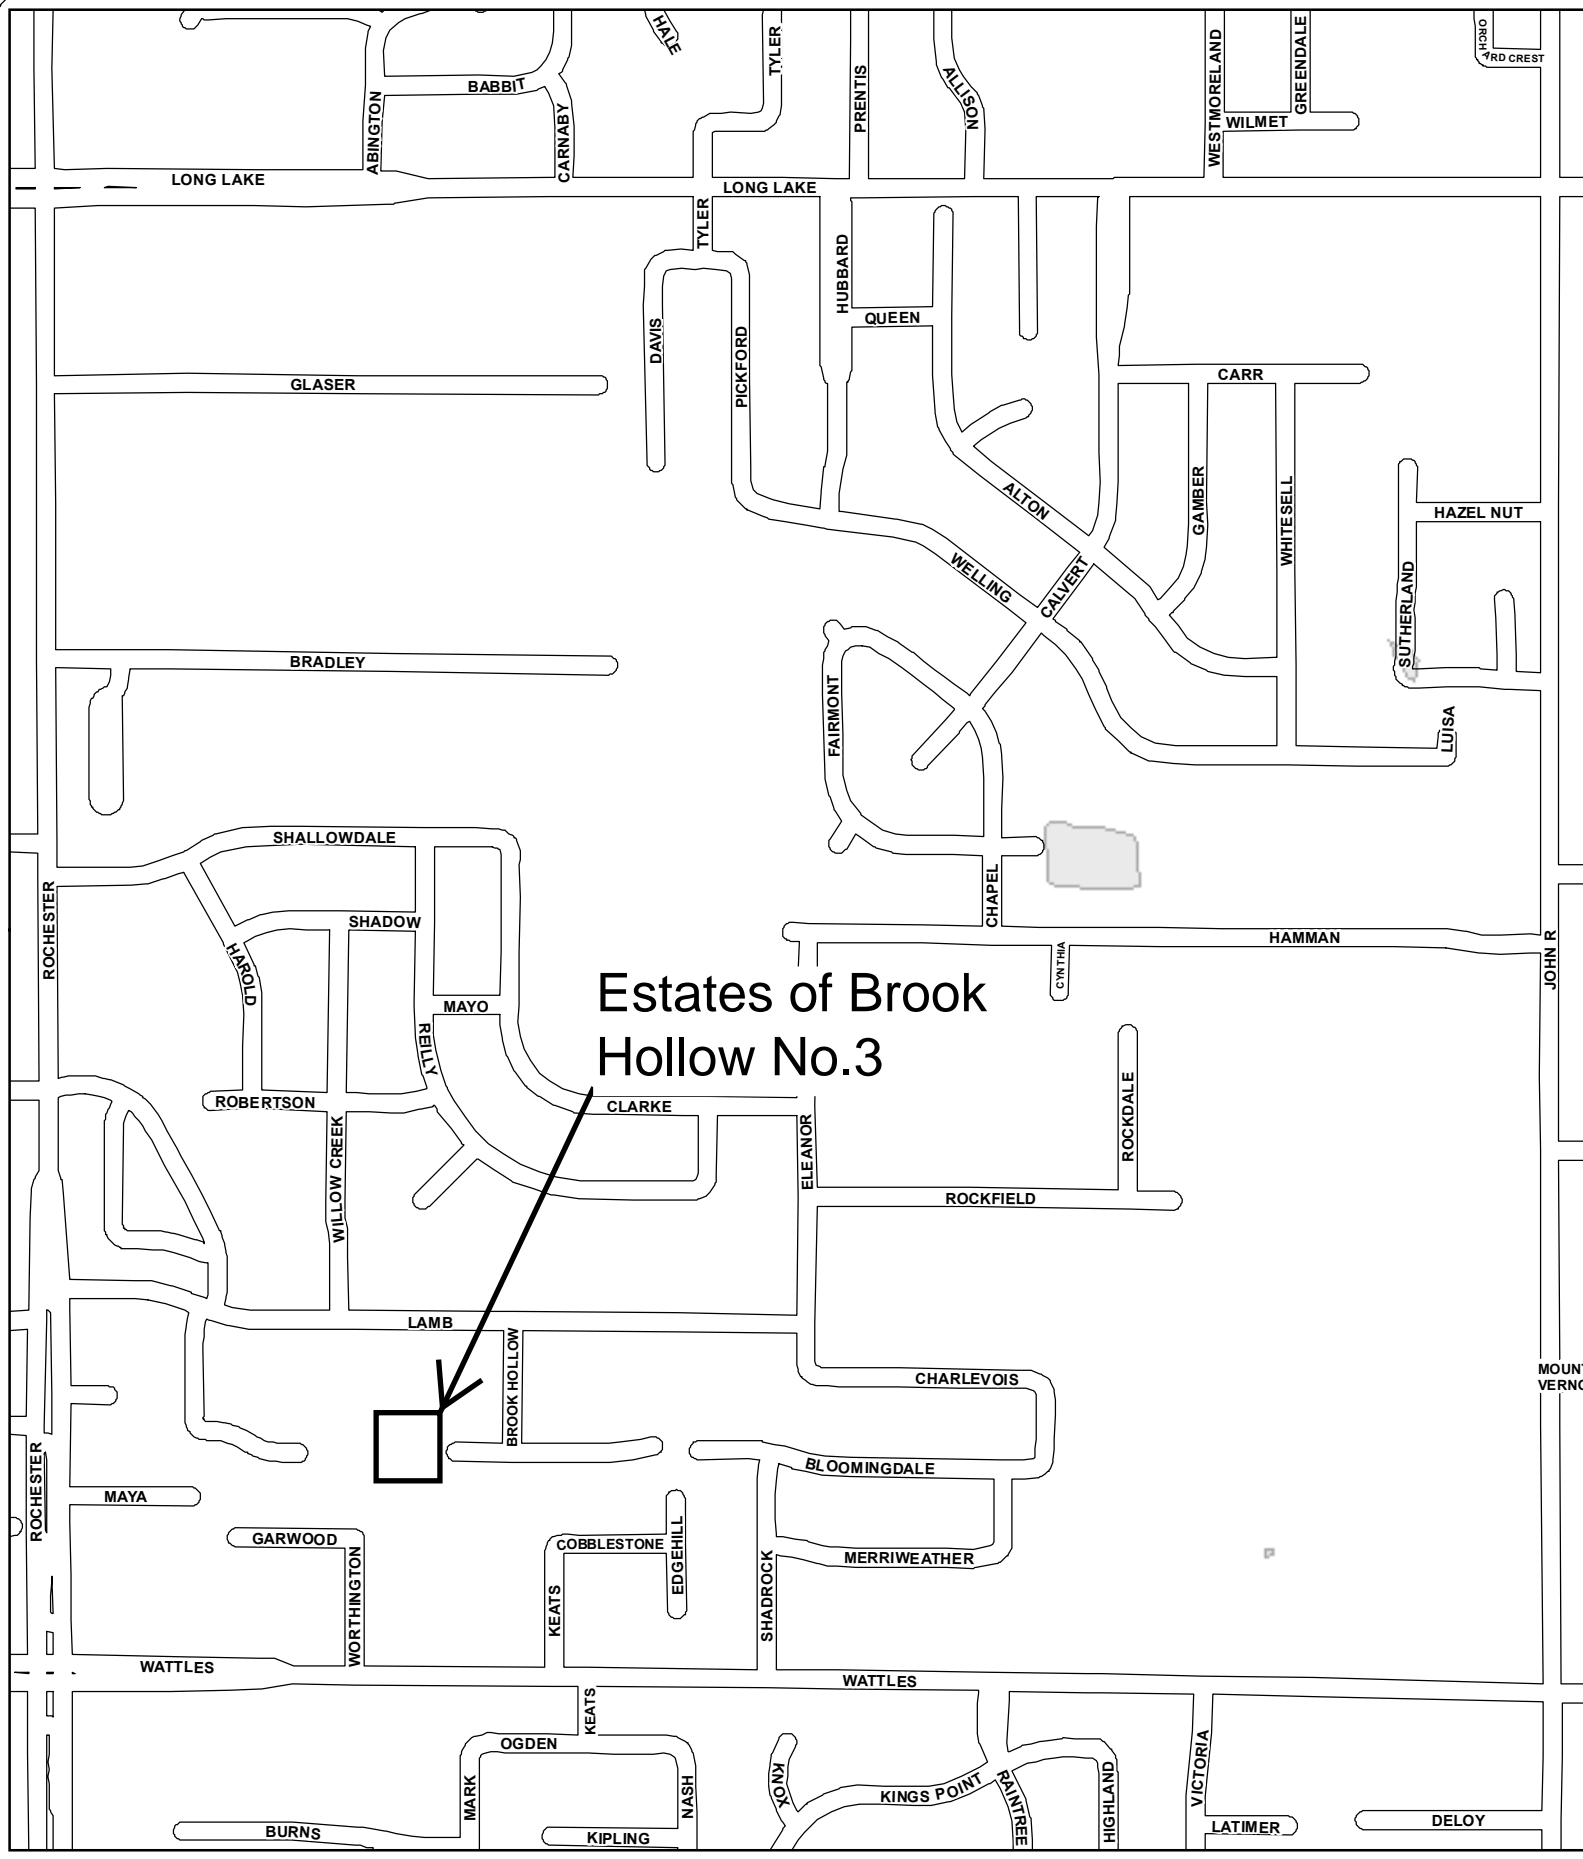 HALE
TYLER
PRENTIS
ALLISON
WESTMORELAND
GREENDALE
ORCHARD CREST
BABBIT
ABINGTON
CARNABY
WILMET
LONG LAKE
LONG LAKE
TYLER
HUBBARD
QUEEN
DAVIS
PICKFORD
GLASER
CARR
GAMBER
WHITESELL
ALTON
HAZEL NUT
WELLING
CALVERT
SUTHERLAND
BRADLEY
FAIRMONT
LUISA
SHALLOWDALE
CHAPEL
ROCHESTER
SHADOW
HAROLD
HAMMAN
CYNTHIA
JOHN R
MAYO
REILLY
Estates of Brook
Hollow No.3
ROBERTSON
CLARKE
ROCKDALE
WILLOW CREEK
ELEANOR
ROCKFIELD
LAMB
BROOK HOLLOW
CHARLEVOIS
MOUNT
VERNO
ROCHESTER
BLOOMINGDALE
MAYA
GARWOOD
WORTHINGTON
COBBLESTONE
EDGEHILL
KEATS
SHADROCK
MERRIWEATHER
WATTLES
WATTLES
KEATS
OGDEN
MARK
NASH
KNOX
KINGS POINT
RAINTREE
HIGHLAND
VICTORIA
BURNS
KIPLING
LATIMER
DELOY